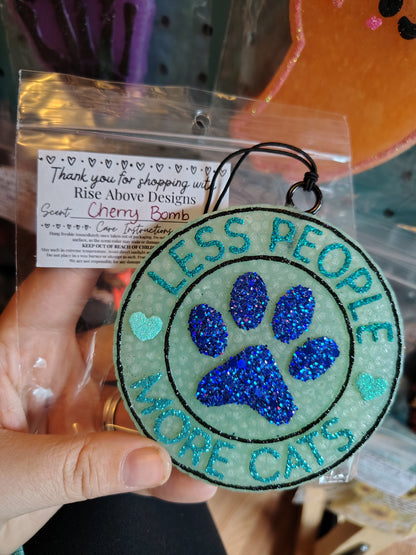 Thank you for shopping with
Rise Above Designs
Scent: Cherry Bomb
Care Instructions
KEEP OUT OF REACH OF CHILDREN
LESS PEOPLE
MORE CATS